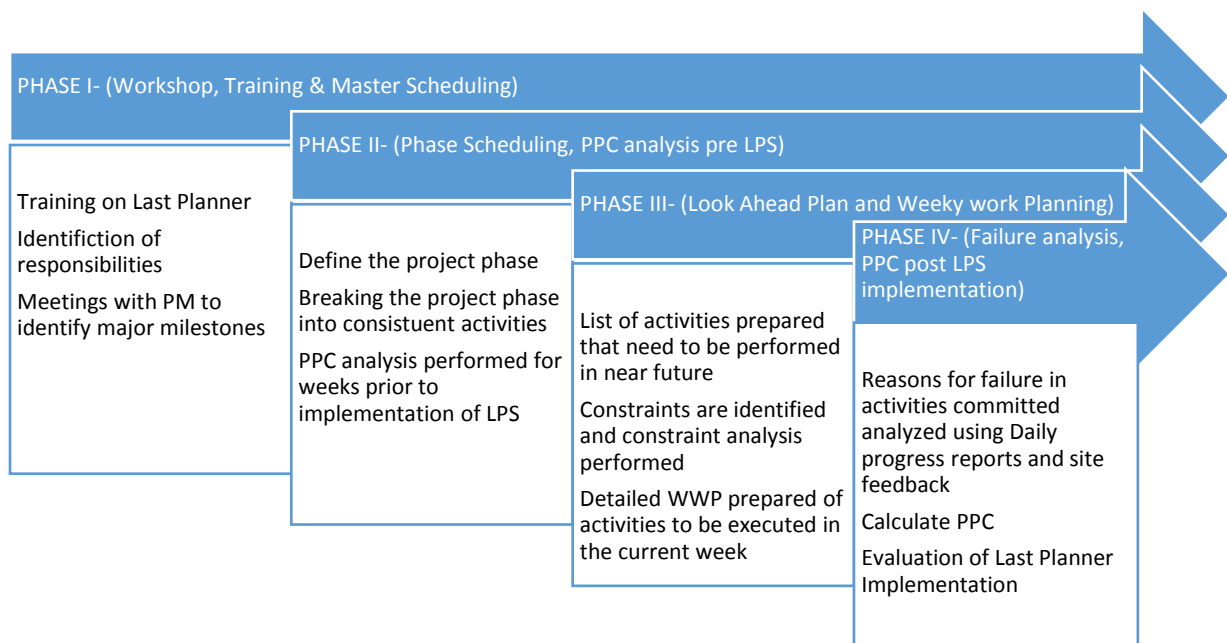 PHASE I- (Workshop, Training & Master Scheduling)
Training on Last Planner
Identifiction of
responsibilities
Meetings with PM to
identify major milestones
PHASE II- (Phase Scheduling, PPC analysis pre LPS)
Define the project phase
Breaking the project phase
into consistuent activities
PPC analysis performed for
weeks prior to
implementation of LPS
PHASE III- (Look Ahead Plan and Weeky work Planning)
List of activities prepared
that need to be performed
in near future
Constraints are identified
and constraint analysis
performed
Detailed WWP prepared of
activities to be executed in
the current week
PHASE IV- (Failure analysis,
PPC post LPS
implementation)
Reasons for failure in
activities committed
analyzed using Daily
progress reports and site
feedback
Calculate PPC
Evaluation of Last Planner
Implementation